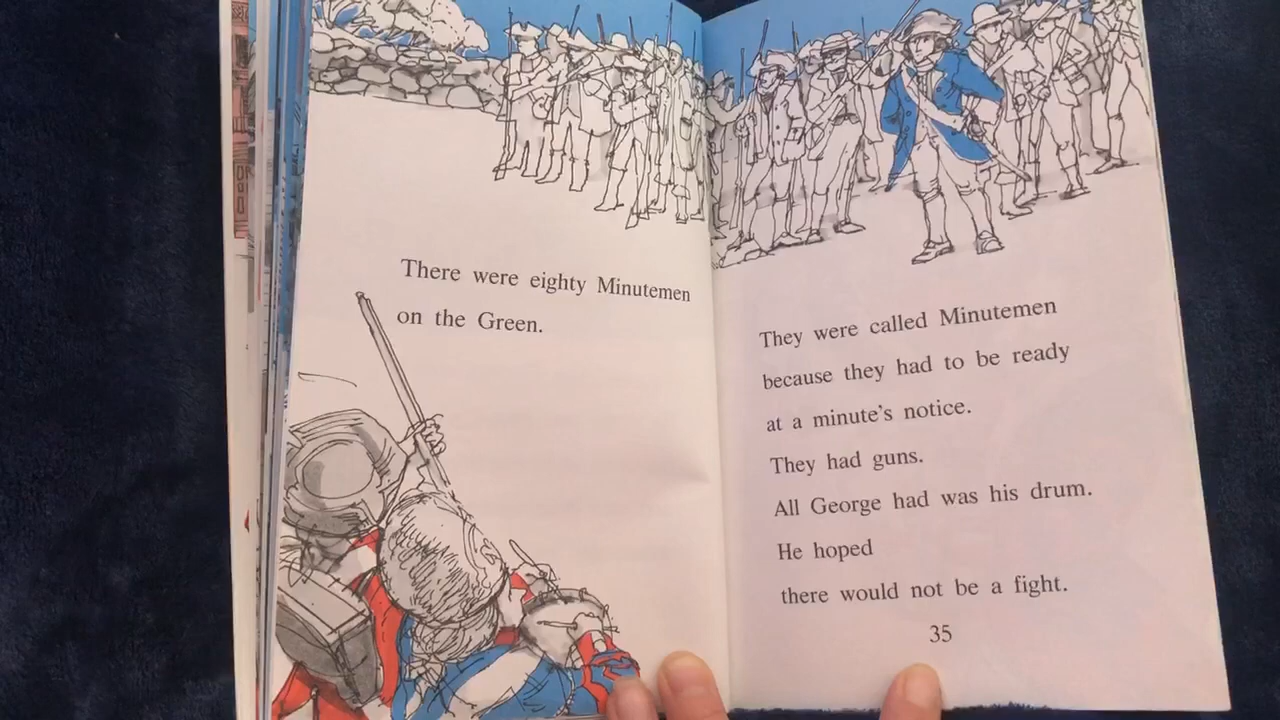 There were eighty Minutemen
on the Green.
They were called Minutemen
because they had to be ready
at a minute's notice.
They had guns.
All George had was his drum.
He hoped
there would not be a fight.
35